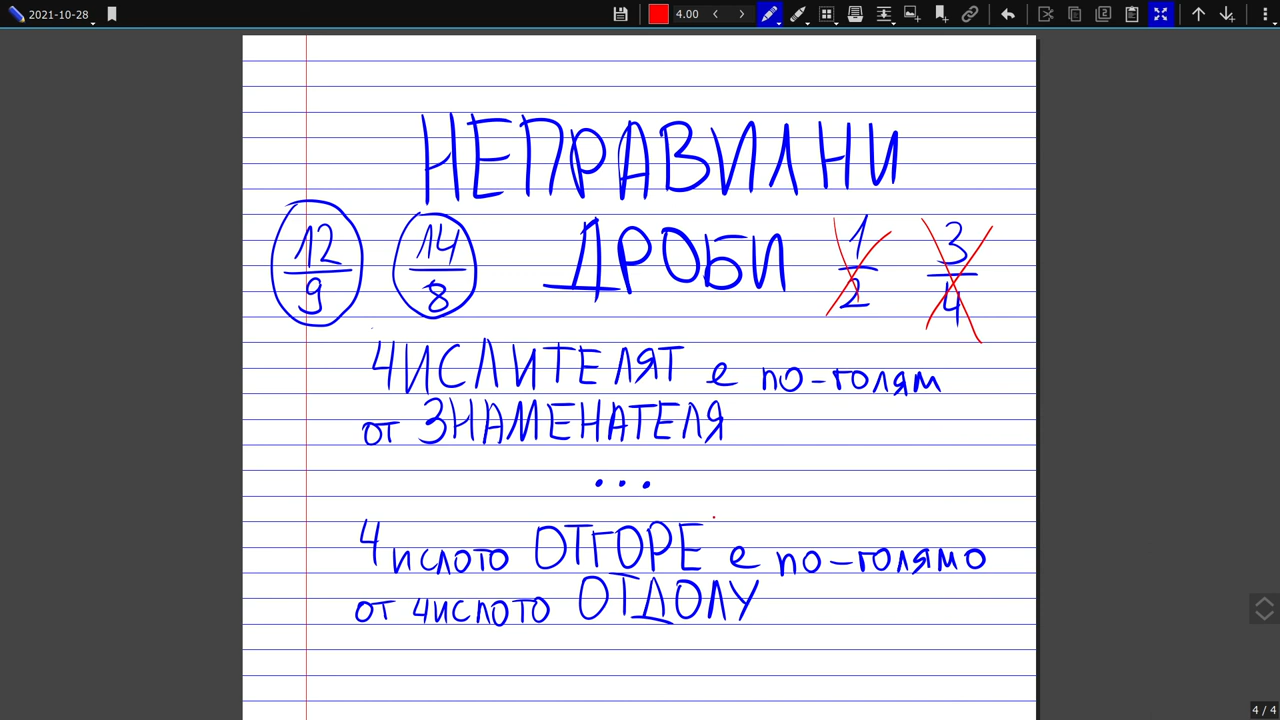 2021-10-28
4.00
НЕПРАВИЛНИ
12/9 14/8 ДРОБИ 1/2 3/4
ЧИСЛИТЕЛЯТ е по-голям
от ЗНАМЕНАТЕЛЯ
...
Числото ОТГОРЕ е по-голямо
от числото ОТДОЛУ
4 / 4